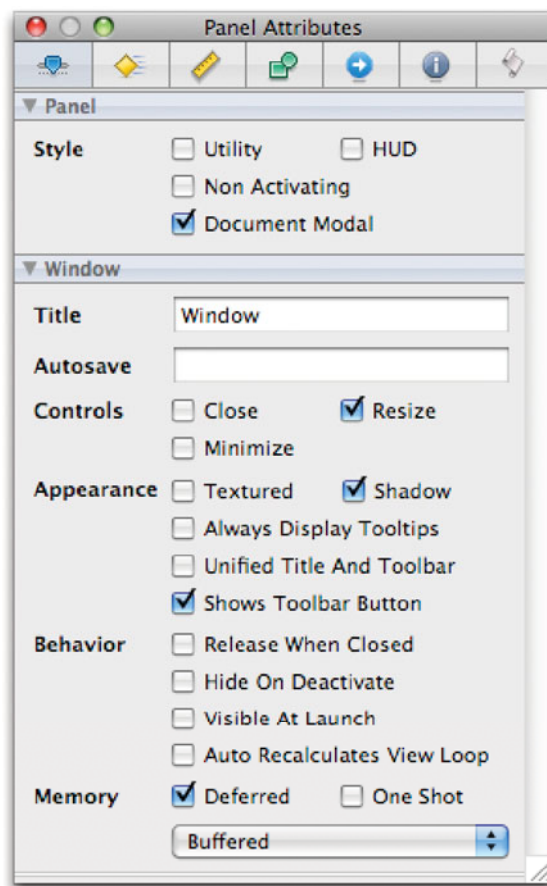 Panel Attributes
Panel
Style Utility HUD
Non Activating
Document Modal
Window
Title Window
Autosave
Controls Close Resize
Minimize
Appearance Textured Shadow
Always Display Tooltips
Unified Title And Toolbar
Shows Toolbar Button
Behavior Release When Closed
Hide On Deactivate
Visible At Launch
Auto Recalculates View Loop
Memory Deferred One Shot
Buffered